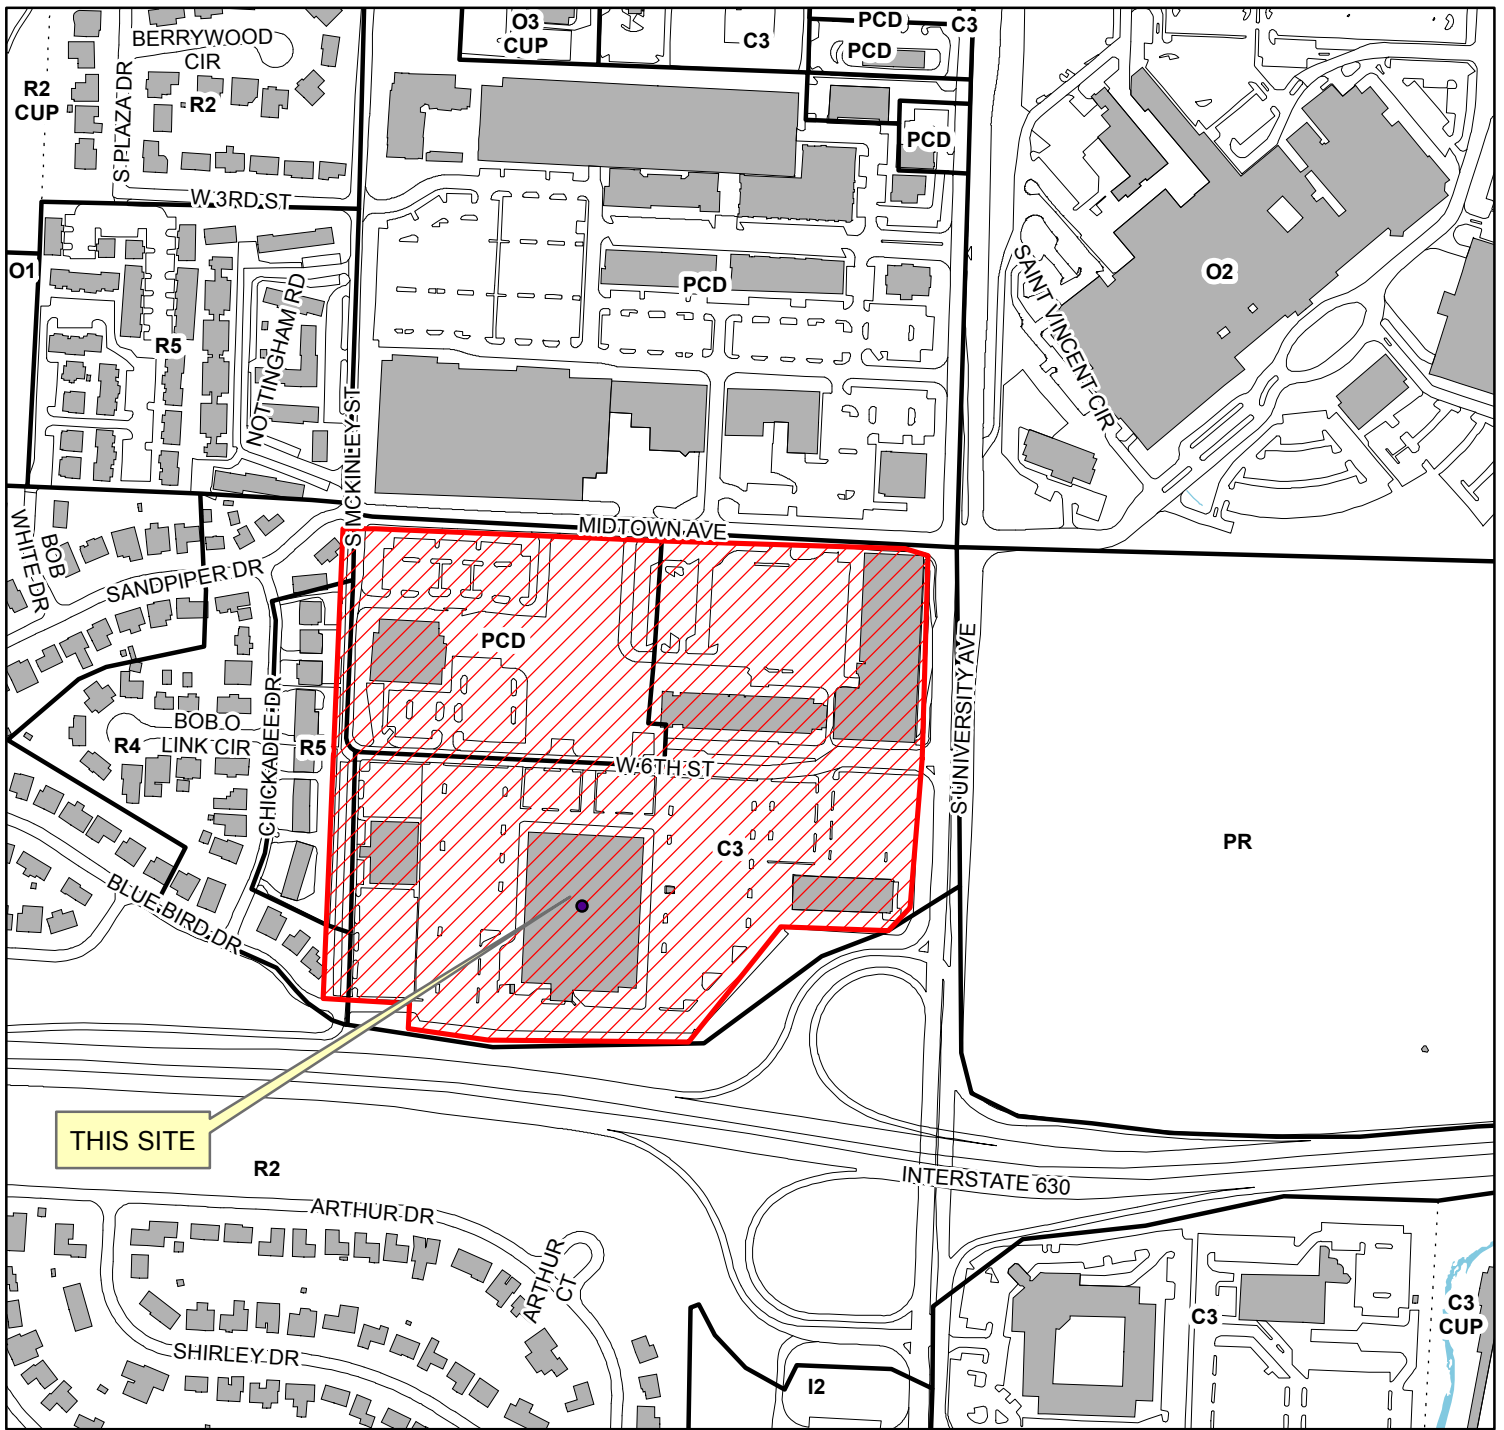 BERRYWOOD
CIR
O3
CUP
C3
PCD
PCD
C3
R2
CUP
S PLAZA DR
R2
PCD
W 3RD ST
O1
NOTTINGHAM RD
R5
PCD
SAINT VINCENT CIR
O2
S MCKINLEY ST
MIDTOWN AVE
BOB
WHITE DR
SANDPIPER DR
PCD
S UNIVERSITY AVE
BOB O
LINK CIR
R4
CHICKADEE DR
R5
W 6TH ST
C3
PR
BLUE BIRD DR
THIS SITE
R2
INTERSTATE 630
ARTHUR DR
ARTHUR
CT
SHIRLEY DR
I2
C3
C3
CUP